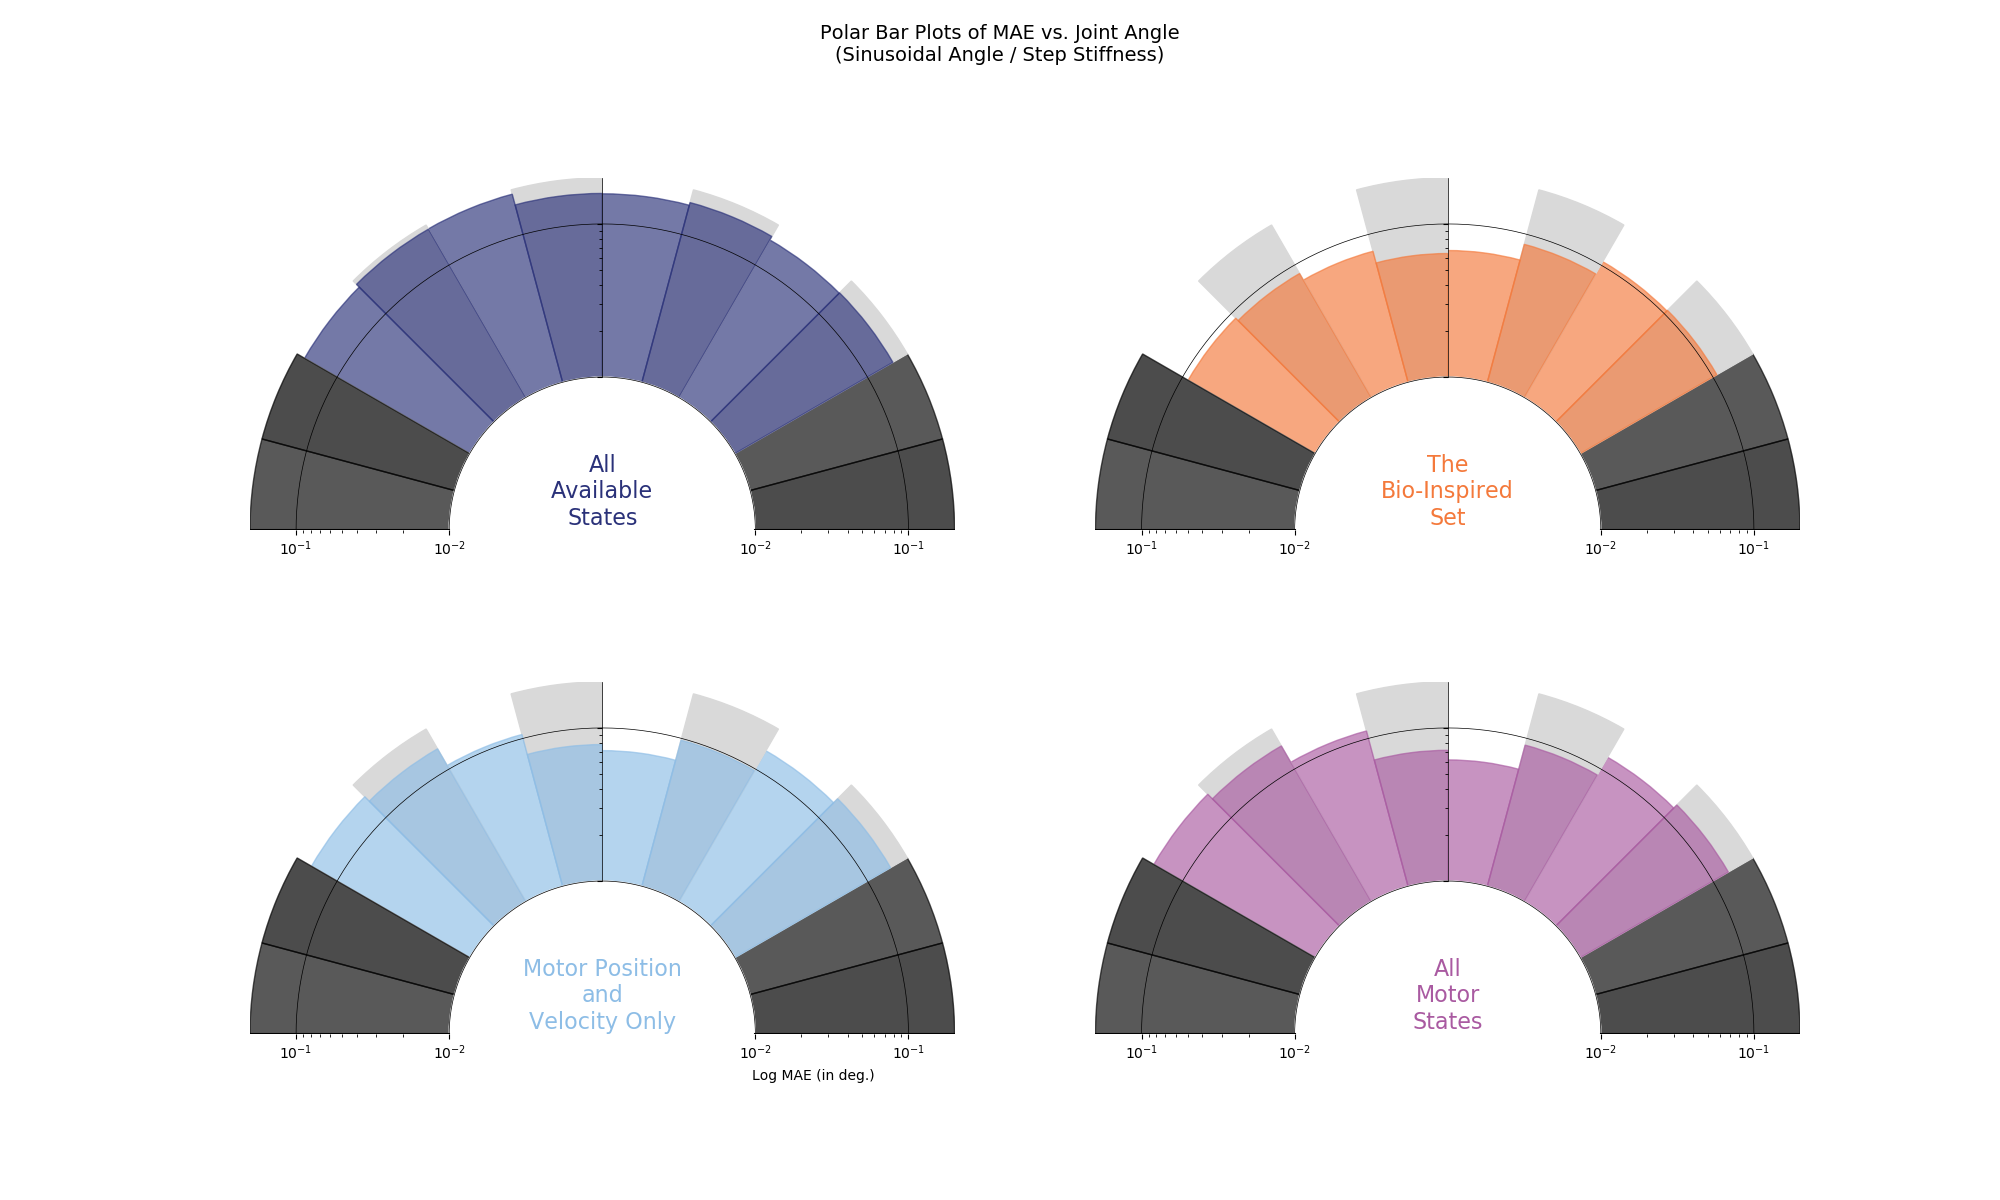 Polar Bar Plots of MAE vs. Joint Angle
(Sinusoidal Angle / Step Stiffness)
All
Available
States
10⁻¹ 10⁻² 10⁻² 10⁻¹
The
Bio-Inspired
Set
10⁻¹ 10⁻² 10⁻² 10⁻¹
Motor Position
and
Velocity Only
10⁻¹ 10⁻² 10⁻² 10⁻¹
Log MAE (in deg.)
All
Motor
States
10⁻¹ 10⁻² 10⁻² 10⁻¹